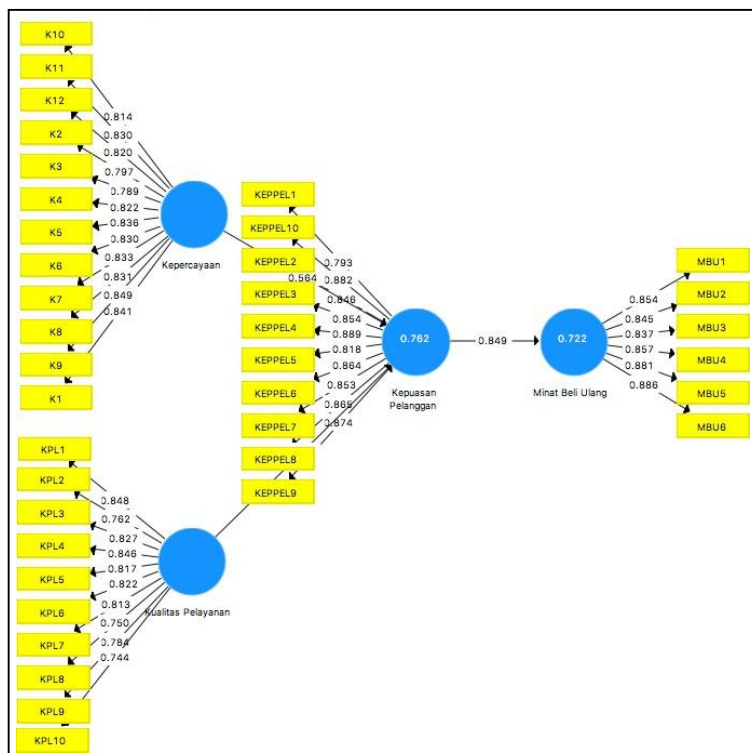 K10
K11
K12
K2
K3
K4
K5
K6
K7
K8
K9
K1
0.814
0.830
0.820
0.797
0.789
0.822
0.836
0.830
0.833
0.831
0.849
0.841
Kepercayaan
KPL1
KPL2
KPL3
KPL4
KPL5
KPL6
KPL7
KPL8
KPL9
KPL10
0.848
0.762
0.827
0.846
0.817
0.822
0.813
0.750
0.784
0.744
Kualitas Pelayanan
0.564
KEPPEL1
KEPPEL10
KEPPEL2
KEPPEL3
KEPPEL4
KEPPEL5
KEPPEL6
KEPPEL7
KEPPEL8
KEPPEL9
0.793
0.882
0.846
0.854
0.889
0.818
0.864
0.853
0.865
0.874
0.762
Kepuasan
Pelanggan
0.849
0.722
Minat Beli Ulang
0.854
0.845
0.837
0.857
0.881
0.886
MBU1
MBU2
MBU3
MBU4
MBU5
MBU6